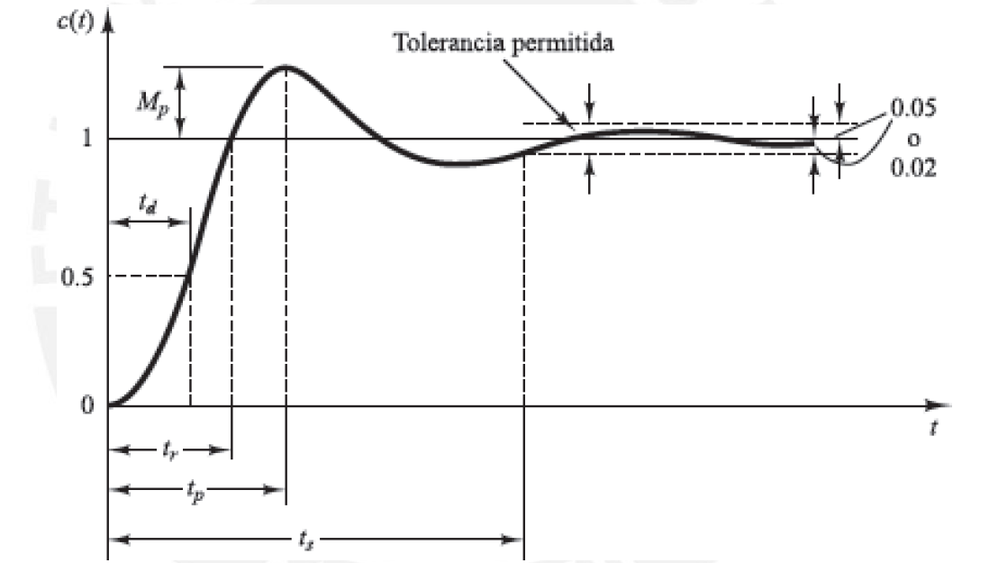 c(t)
Tolerancia permitida
M_p
0.05
1
o
0.02
t_d
0.5
0
t
t_r
t_p
t_s